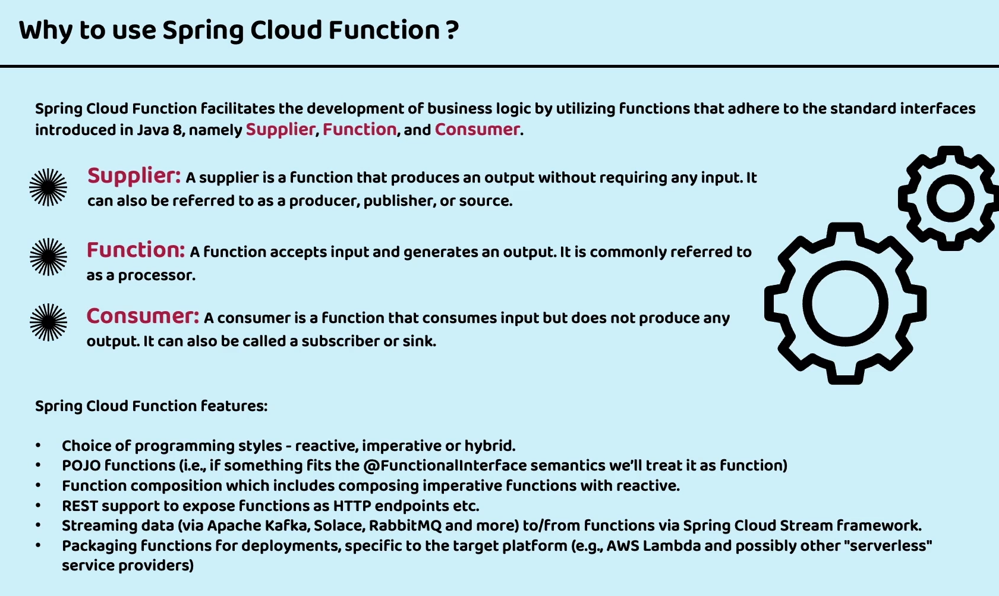 Why to use Spring Cloud Function ?
Spring Cloud Function facilitates the development of business logic by utilizing functions that adhere to the standard interfaces
introduced in Java 8, namely Supplier, Function, and Consumer.
Supplier: A supplier is a function that produces an output without requiring any input. It
can also be referred to as a producer, publisher, or source.
Function: A function accepts input and generates an output. It is commonly referred to
as a processor.
Consumer: A consumer is a function that consumes input but does not produce any
output. It can also be called a subscriber or sink.
Spring Cloud Function features:
• Choice of programming styles - reactive, imperative or hybrid.
• POJO functions (i.e., if something fits the @FunctionalInterface semantics we’ll treat it as function)
• Function composition which includes composing imperative functions with reactive.
• REST support to expose functions as HTTP endpoints etc.
• Streaming data (via Apache Kafka, Solace, RabbitMQ and more) to/from functions via Spring Cloud Stream framework.
• Packaging functions for deployments, specific to the target platform (e.g., AWS Lambda and possibly other "serverless"
service providers)